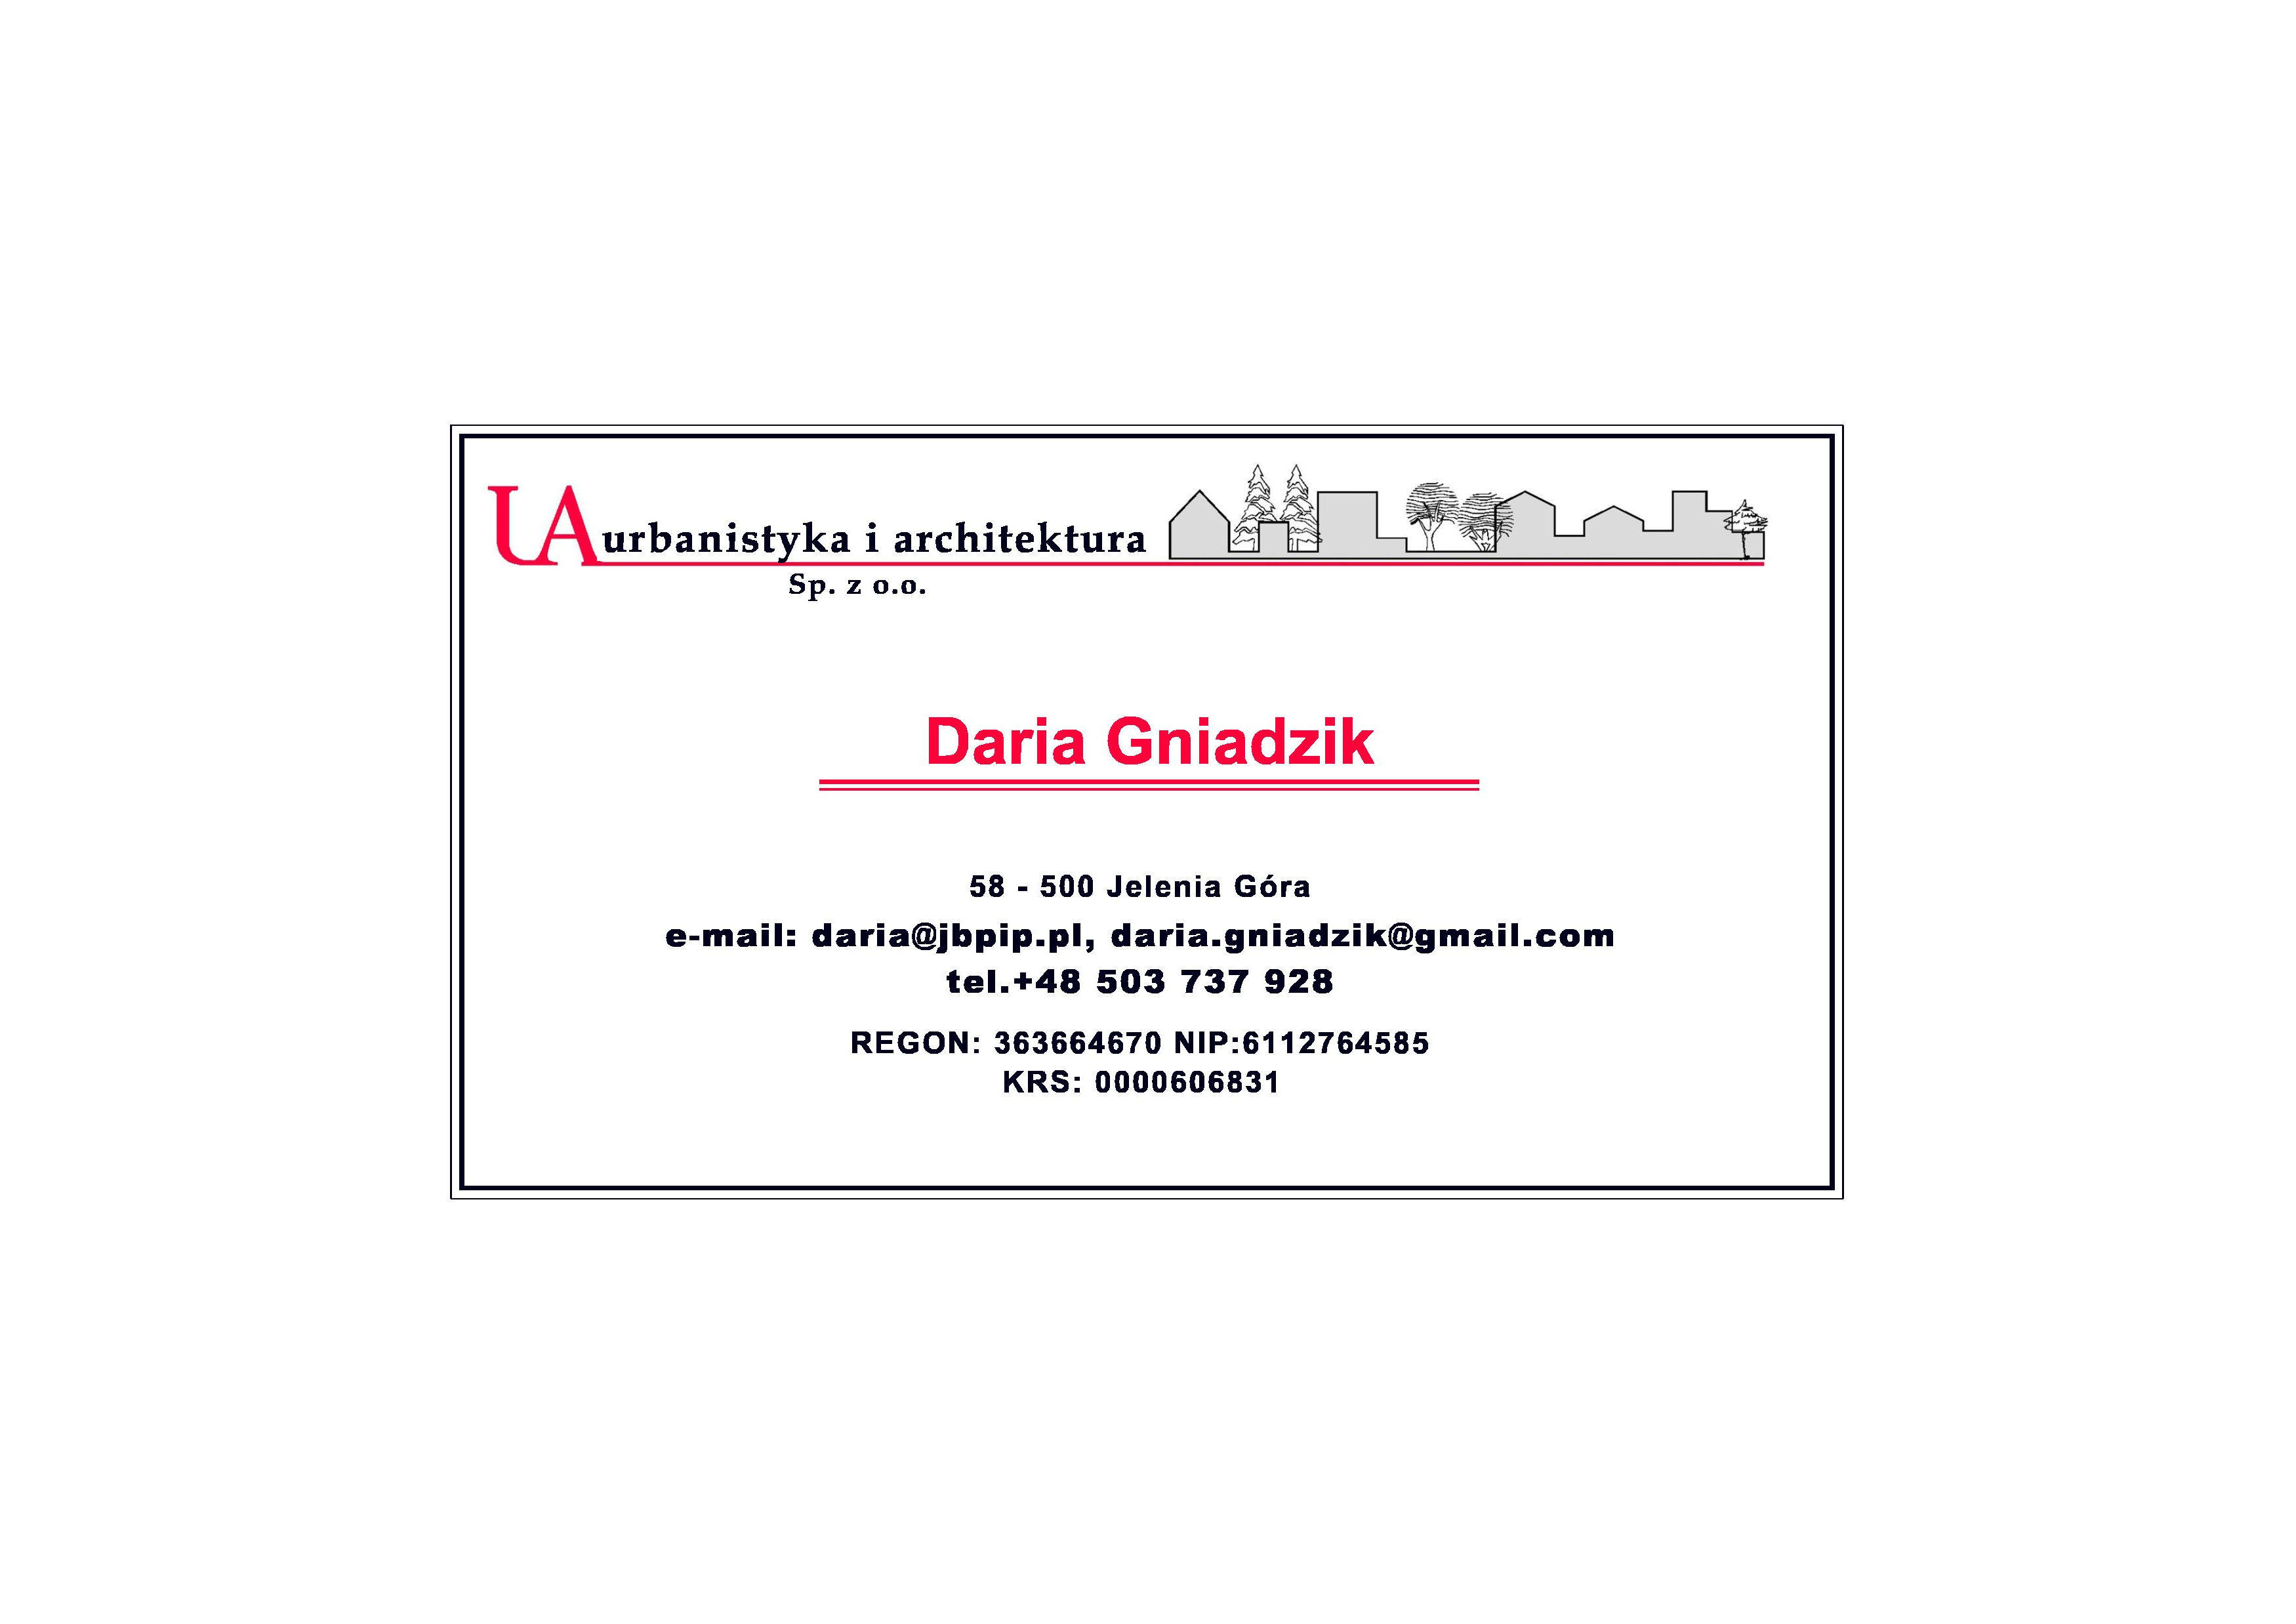 UA urbanistyka i architektura
Sp. z o.o.
Daria Gniadzik
58 - 500 Jelenia Góra
e-mail: daria@jbpip.pl, daria.gniadzik@gmail.com
tel.+48 503 737 928
REGON: 363664670 NIP:6112764585
KRS: 0000606831